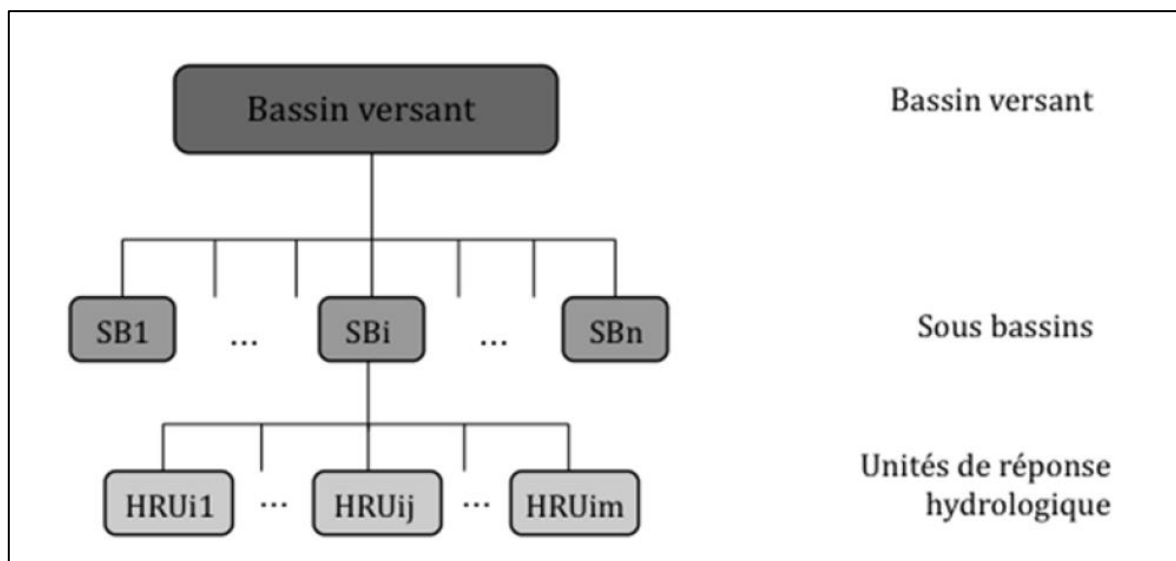 Bassin versant
Bassin versant
SB1
...
SBi
...
SBn
Sous bassins
HRUi1
...
HRUij
...
HRUim
Unités de réponse
hydrologique